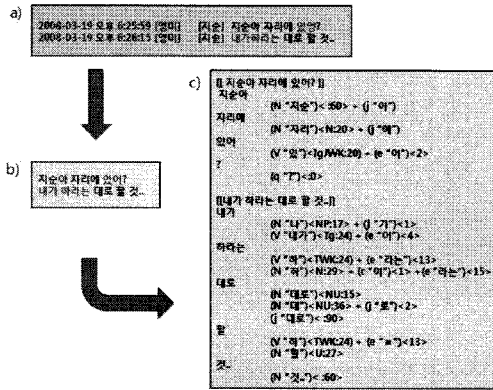 a)
2008-03-19 오후 6:25:59 [영미] [지순] 지순아 자리에 있엉?
2008-03-19 오후 6:26:15 [영미] [지순] 내가하라는 대로 할 것..
b)
지순아 자리에 있어?
내가 하라는 대로 할 것..
c)
[[ 지순아 자리에 있어? ]]
지순아
(N "지순")< :60> + (j "아")
자리에
(N "자리")<N:20> + (j "에")
있어
(V "있")<TgJWK:20) + (e "어")<2>
?
(q "?")<:0>
[[내가 하라는 대로 할 것..]]
내가
(N "나")<NP:17> + (j "가")<1>
(V "내가")<Tg:24) + (e "어")<4>
하라는
(V "하")<TWK:24) + (e "라는")<13>
(N "하")<N:29> + (c "이")<1> +(e "라는")<15>
대로
(N "대로")<NU:15>
(N "대")<NU:36> + (j "로")<2>
(j "대로")< :90>
할
(V "하")<TWK:24) + (e "ㄹ")<13>
(N "할")<U:27>
것..
(N "것..")< :60>